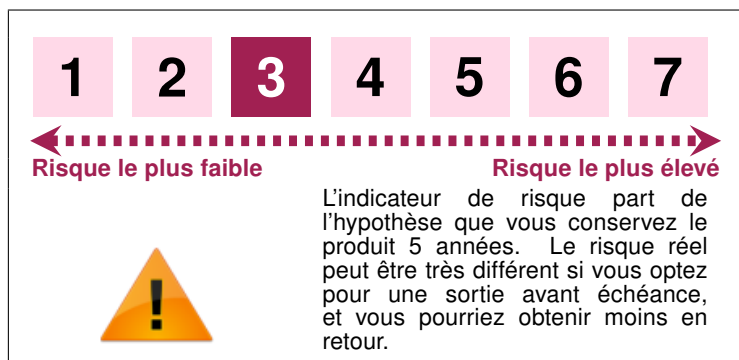 1 2 3 4 5 6 7
Risque le plus faible Risque le plus élevé
L'indicateur de risque part de
l'hypothèse que vous conservez le
produit 5 années. Le risque réel
peut être très différent si vous optez
pour une sortie avant échéance,
et vous pourriez obtenir moins en
retour.